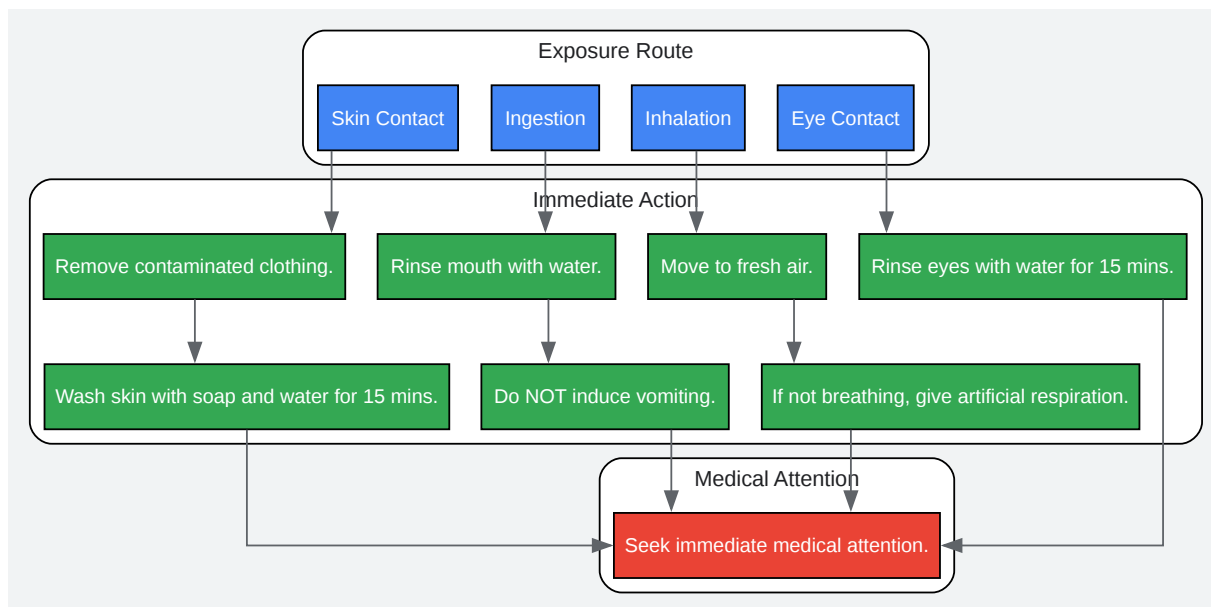 Exposure Route
Skin Contact
Ingestion
Inhalation
Eye Contact
Immediate Action
Remove contaminated clothing.
Rinse mouth with water.
Move to fresh air.
Rinse eyes with water for 15 mins.
Wash skin with soap and water for 15 mins.
Do NOT induce vomiting.
If not breathing, give artificial respiration.
Medical Attention
Seek immediate medical attention.